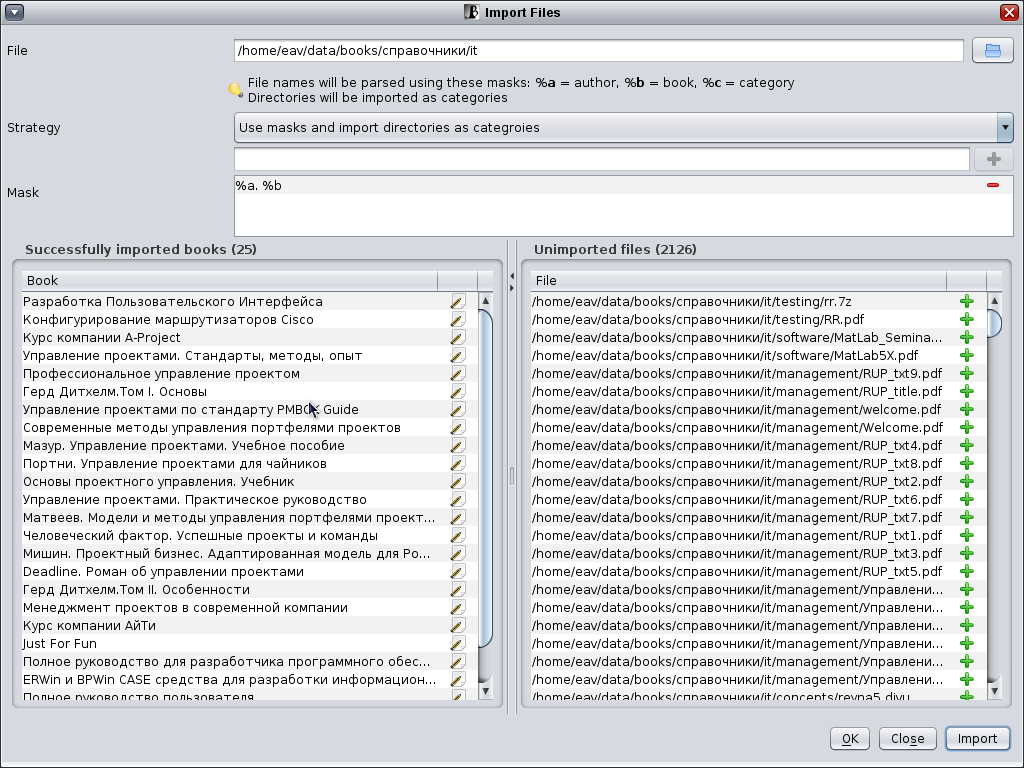 Import Files
File
/home/eav/data/books/справочники/it
File names will be parsed using these masks: %a = author, %b = book, %c = category
Directories will be imported as categories
Strategy
Use masks and import directories as categroies
Mask
%a. %b
Successfully imported books (25)
Book
Разработка Пользовательского Интерфейса
Конфигурирование маршрутизаторов Cisco
Курс компании A-Project
Управление проектами. Стандарты, методы, опыт
Профессиональное управление проектом
Герд Дитхелм.Том I. Основы
Управление проектами по стандарту PMBOK Guide
Современные методы управления портфелями проектов
Мазур. Управление проектами. Учебное пособие
Портни. Управление проектами для чайников
Основы проектного управления. Учебник
Управление проектами. Практическое руководство
Матвеев. Модели и методы управления портфелями проект...
Человеческий фактор. Успешные проекты и команды
Мишин. Проектный бизнес. Адаптированная модель для Ро...
Deadline. Роман об управлении проектами
Герд Дитхелм.Том II. Особенности
Менеджмент проектов в современной компании
Курс компании АйТи
Just For Fun
Полное руководство для разработчика программного обес...
ERWin и BPWin CASE средства для разработки информацион...
Полное руководство пользователя
Unimported files (2126)
File
/home/eav/data/books/справочники/it/testing/rr.7z
/home/eav/data/books/справочники/it/testing/RR.pdf
/home/eav/data/books/справочники/it/software/MatLab_Semina...
/home/eav/data/books/справочники/it/software/MatLab5X.pdf
/home/eav/data/books/справочники/it/management/RUP_txt9.pdf
/home/eav/data/books/справочники/it/management/RUP_title.pdf
/home/eav/data/books/справочники/it/management/welcome.pdf
/home/eav/data/books/справочники/it/management/Welcome.pdf
/home/eav/data/books/справочники/it/management/RUP_txt4.pdf
/home/eav/data/books/справочники/it/management/RUP_txt8.pdf
/home/eav/data/books/справочники/it/management/RUP_txt2.pdf
/home/eav/data/books/справочники/it/management/RUP_txt6.pdf
/home/eav/data/books/справочники/it/management/RUP_txt7.pdf
/home/eav/data/books/справочники/it/management/RUP_txt1.pdf
/home/eav/data/books/справочники/it/management/RUP_txt3.pdf
/home/eav/data/books/справочники/it/management/RUP_txt5.pdf
/home/eav/data/books/справочники/it/management/Управлени...
/home/eav/data/books/справочники/it/management/Управлени...
/home/eav/data/books/справочники/it/management/Управлени...
/home/eav/data/books/справочники/it/management/Управлени...
/home/eav/data/books/справочники/it/management/Управлени...
/home/eav/data/books/справочники/it/management/Управлени...
/home/eav/data/books/справочники/it/concepts/reyna5.djvu
OK
Close
Import